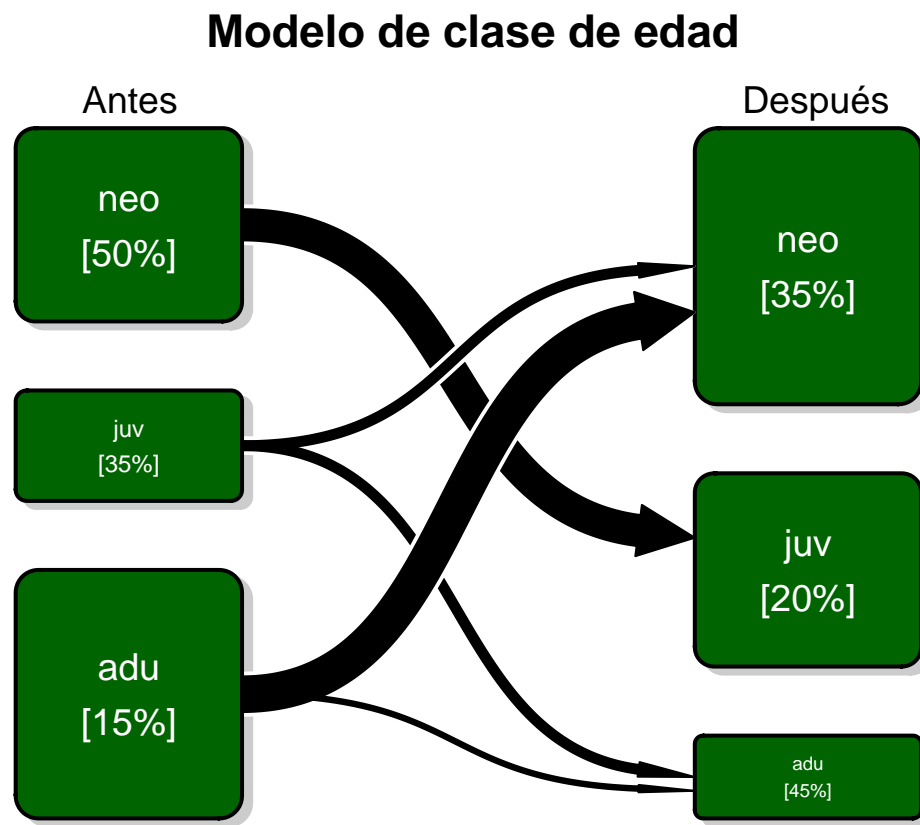 Modelo de clase de edad
Antes
Después
neo
[50%]
juv
[35%]
adu
[15%]
neo
[35%]
juv
[20%]
adu
[45%]